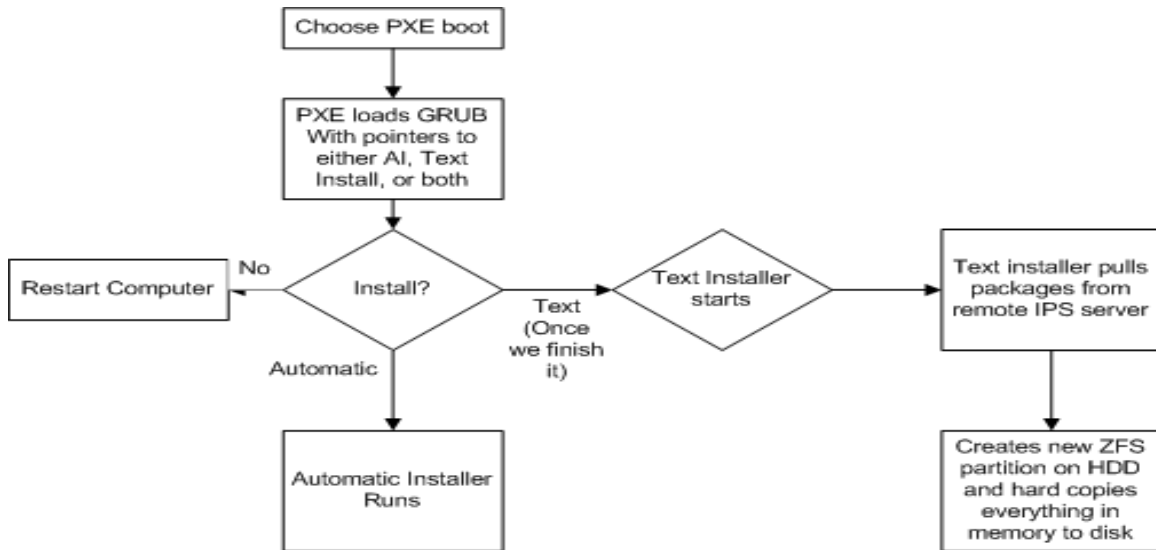 Choose PXE boot
PXE loads GRUB
With pointers to
either AI, Text
Install, or both
No
Restart Computer
Install?
Text
(Once
we finish
it)
Text Installer
starts
Text installer pulls
packages from
remote IPS server
Automatic
Automatic Installer
Runs
Creates new ZFS
partition on HDD
and hard copies
everything in
memory to disk